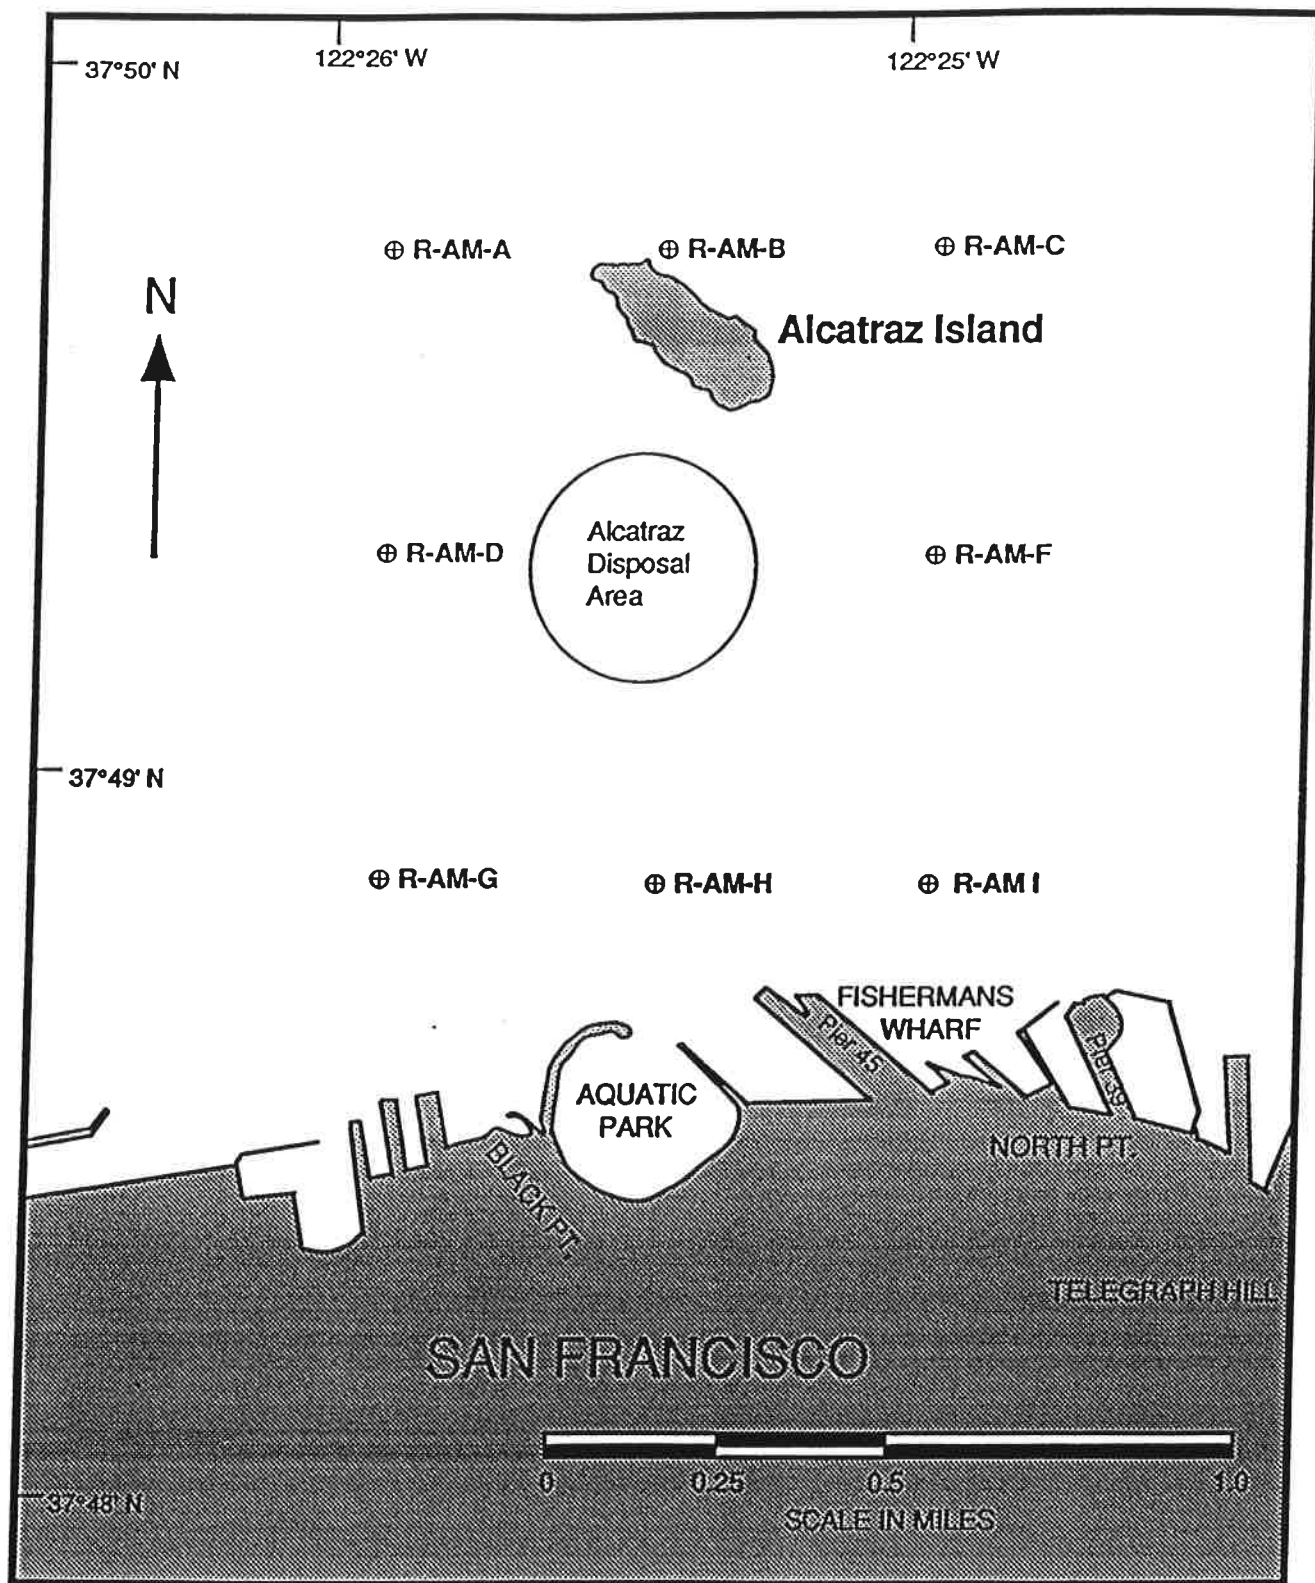 122°26' W
122°25' W
37°50' N
⊕ R-AM-A
⊕ R-AM-B
⊕ R-AM-C
N
Alcatraz Island
Alcatraz
Disposal
Area
⊕ R-AM-D
⊕ R-AM-F
37°49' N
⊕ R-AM-G
⊕ R-AM-H
⊕ R-AM I
FISHERMANS
WHARF
Pier 45
Pier 39
AQUATIC
PARK
NORTH PT.
BLACK PT.
TELEGRAPH HILL
SAN FRANCISCO
0 0.25 0.5 1.0
SCALE IN MILES
37°48' N